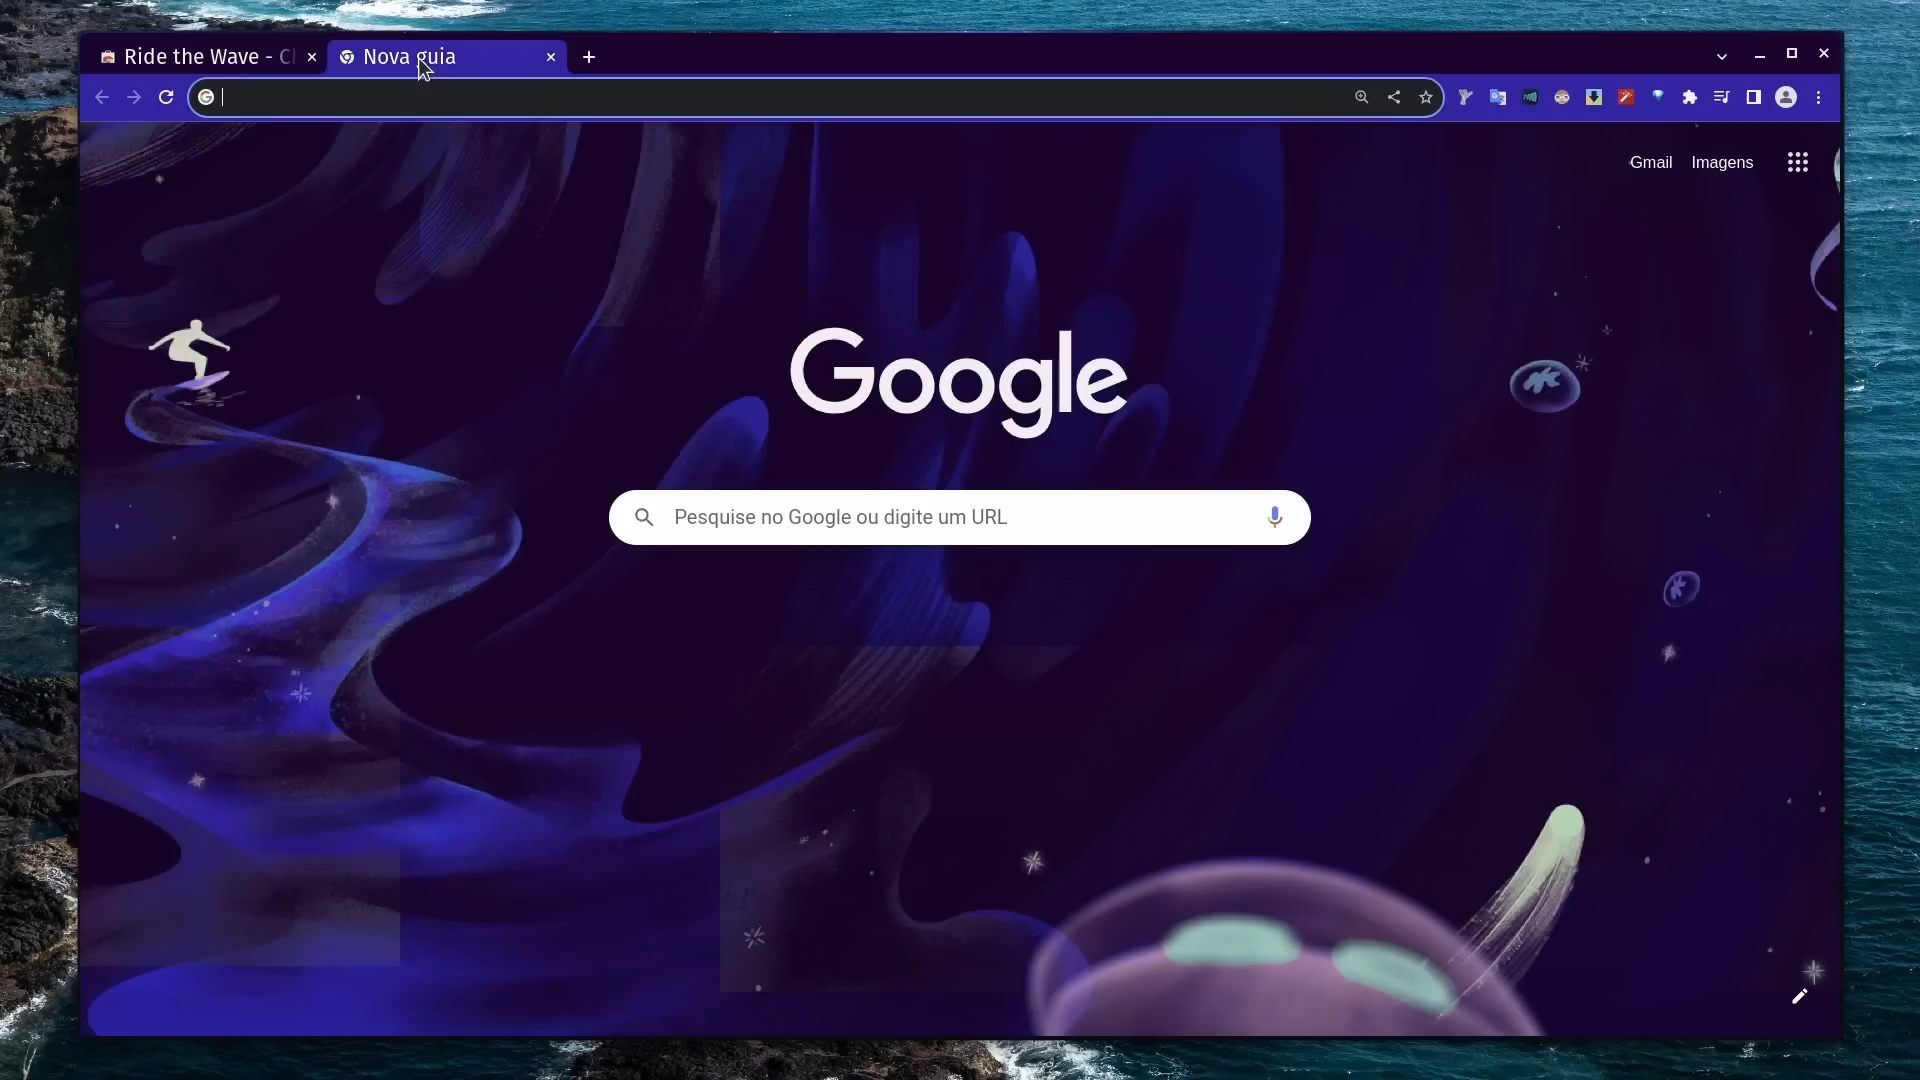 Ride the Wave - C
Nova guia
Gmail Imagens
Google
Pesquise no Google ou digite um URL